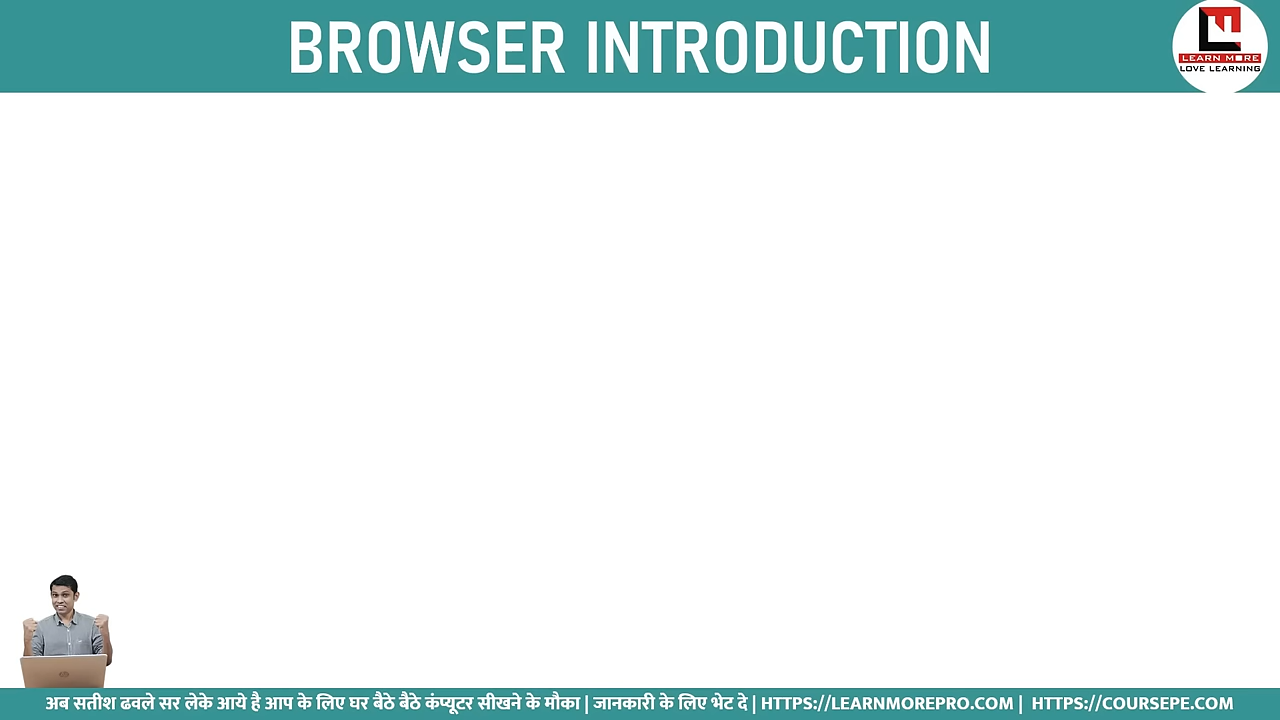 BROWSER INTRODUCTION
LEARN MORE
LOVE LEARNING
अब सतीश ढवले सर लेके आये है आप के लिए घर बैठे बैठे कंप्यूटर सीखने के मौका | जानकारी के लिए भेट दे | HTTPS://LEARNMOREPRO.COM | HTTPS://COURSEPE.COM